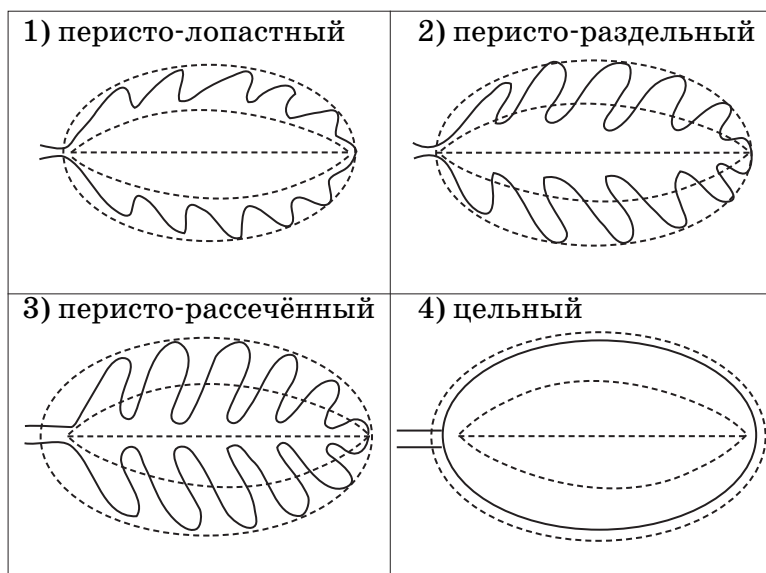 1) перисто-лопастный
2) перисто-раздельный
3) перисто-рассечённый
4) цельный